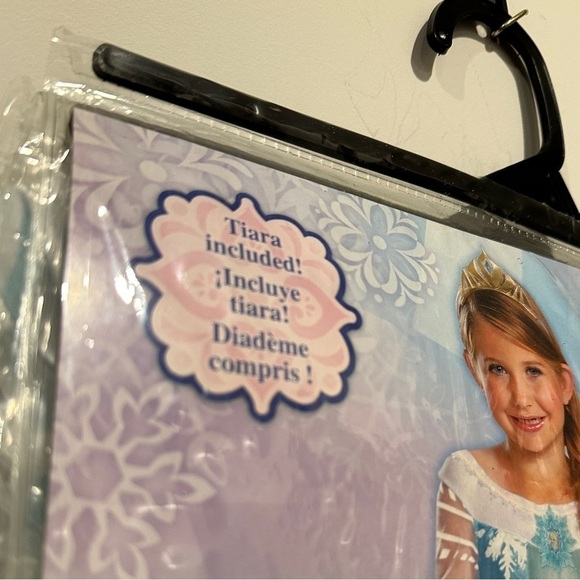 Tiara
included!
¡Incluye
tiara!
Diadème
compris !